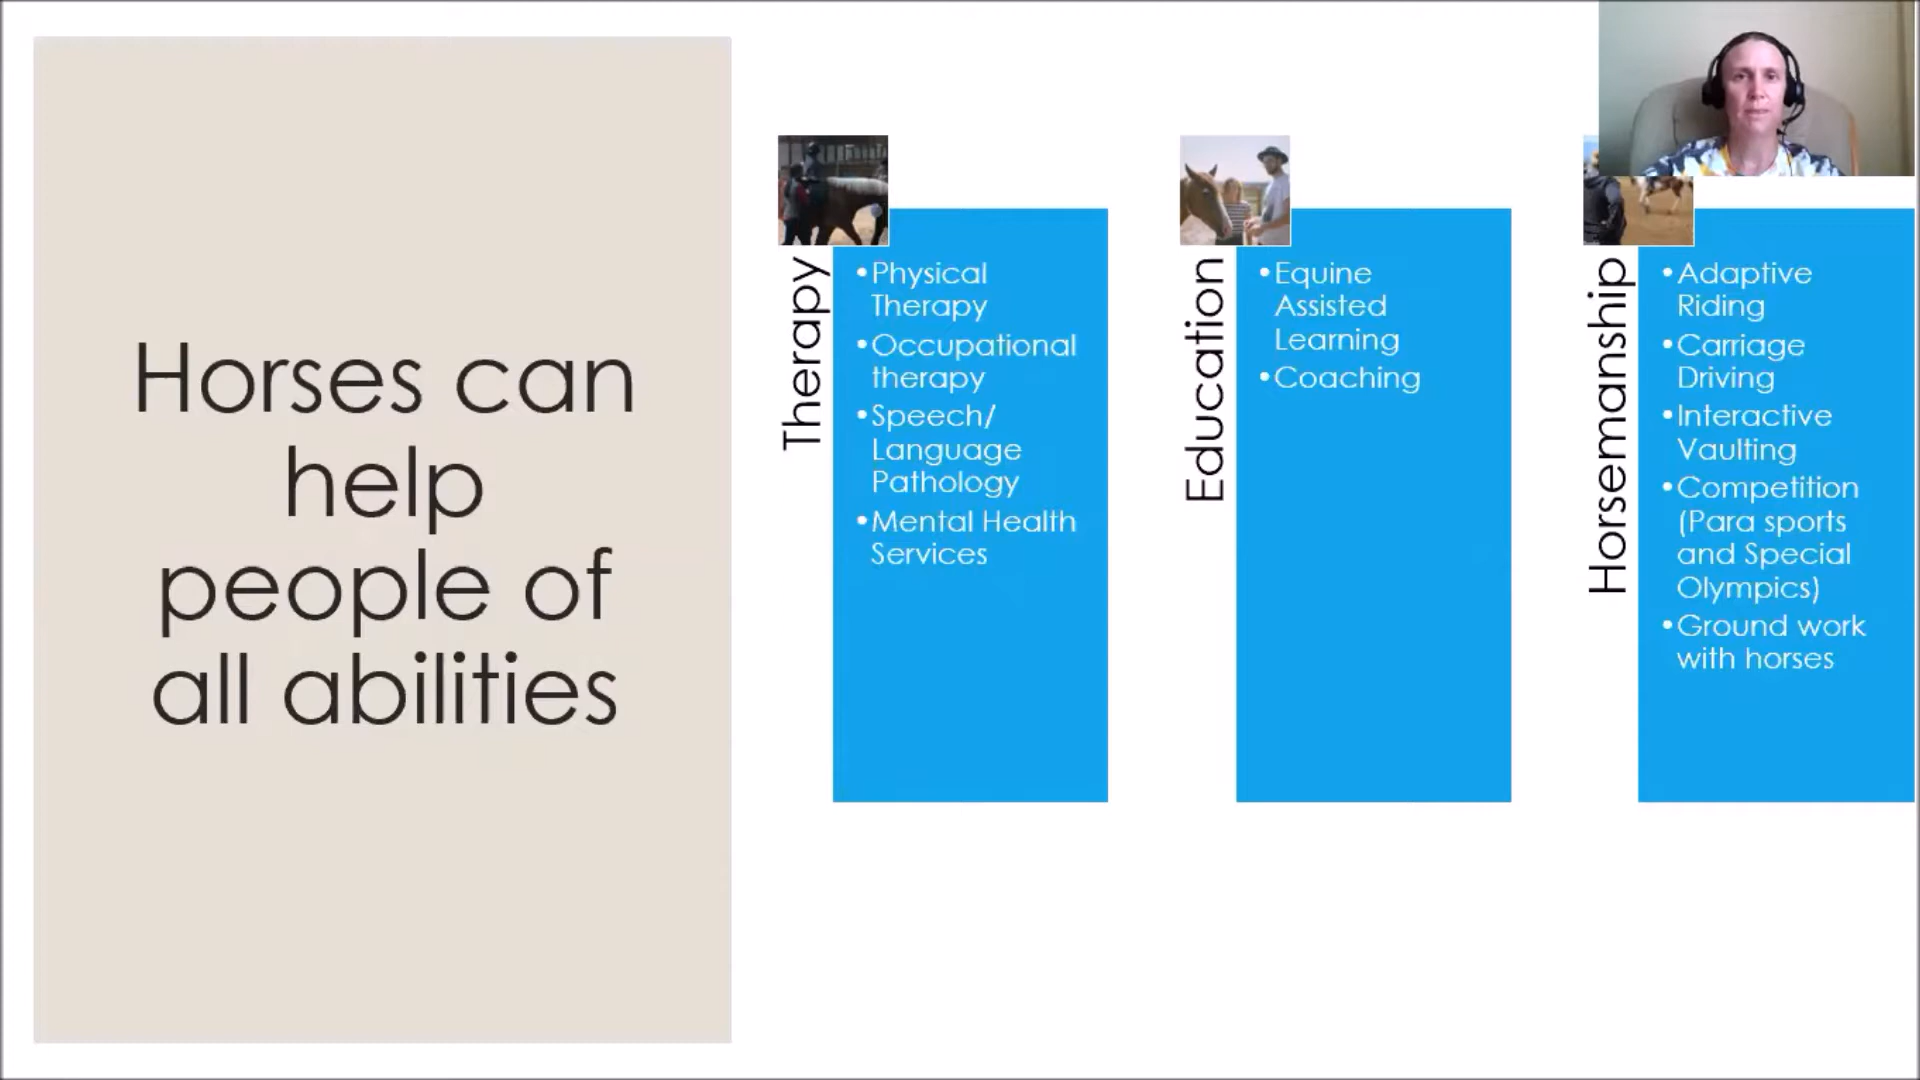 Horses can
help
people of
all abilities
Therapy
•Physical
Therapy
•Occupational
therapy
•Speech/
Language
Pathology
•Mental Health
Services
Education
•Equine
Assisted
Learning
•Coaching
Horsemanship
•Adaptive
Riding
•Carriage
Driving
•Interactive
Vaulting
•Competition
(Para sports
and Special
Olympics)
•Ground work
with horses